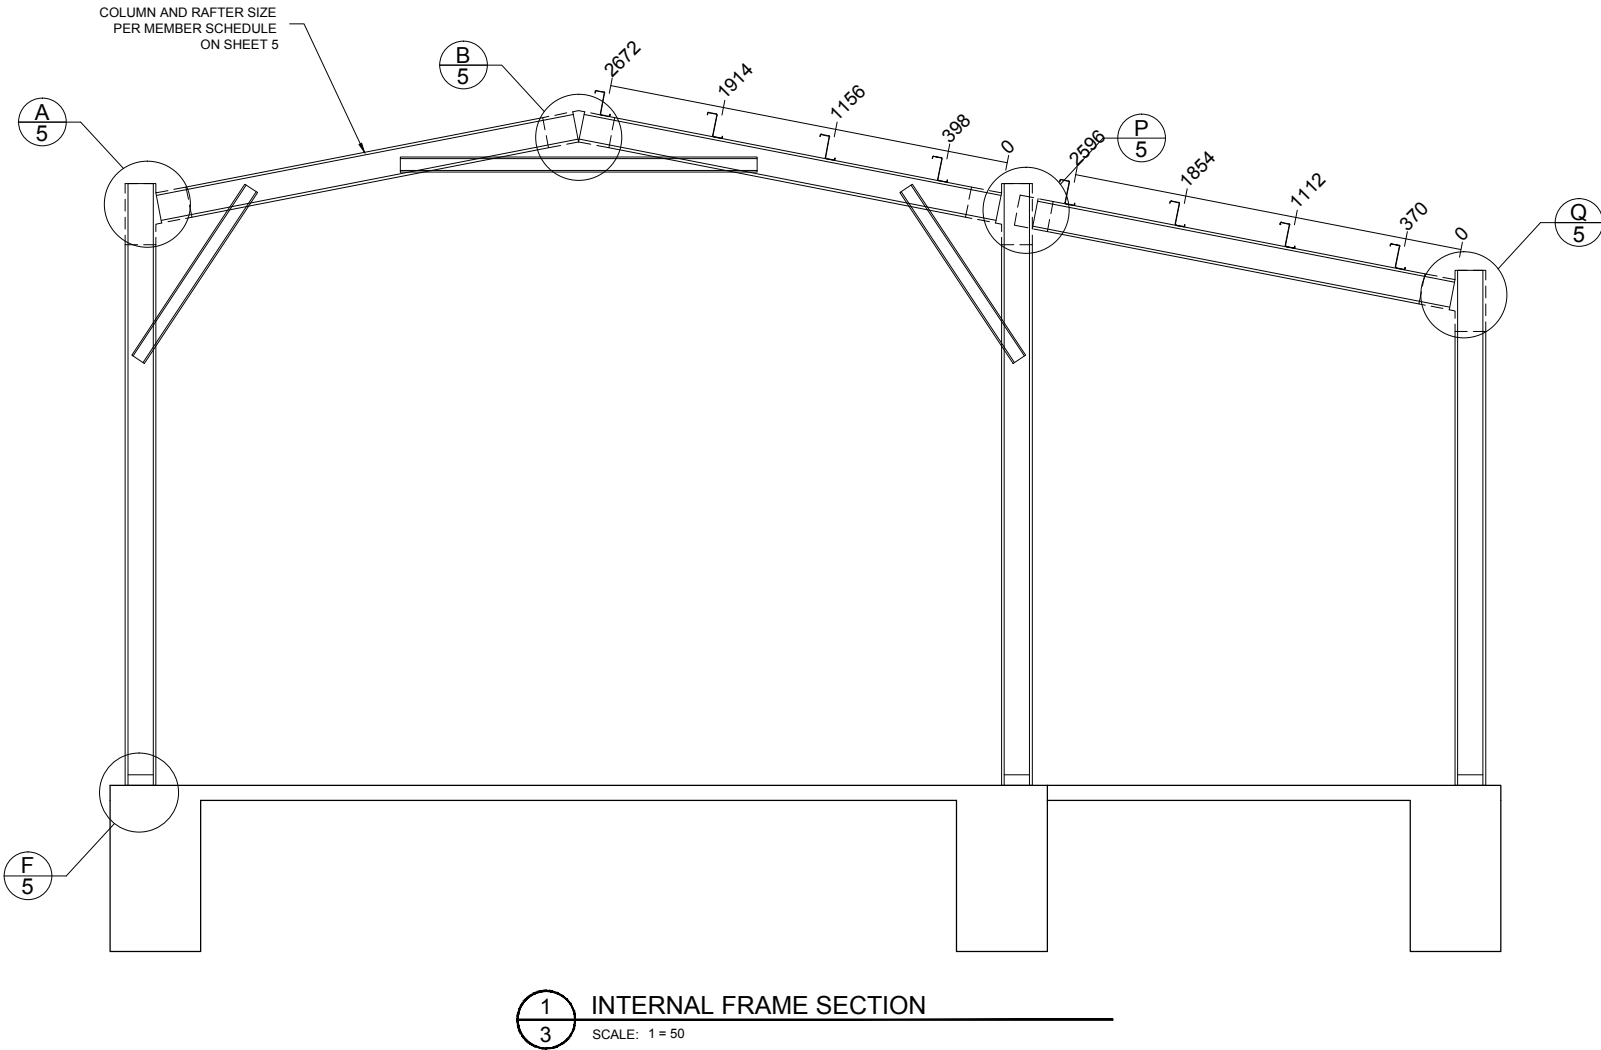 COLUMN AND RAFTER SIZE
PER MEMBER SCHEDULE
ON SHEET 5
A
5
B
5
2672
1914
1156
398
0
P
5
2596
1854
1112
370
0
Q
5
F
5
1
3
INTERNAL FRAME SECTION
SCALE: 1 = 50